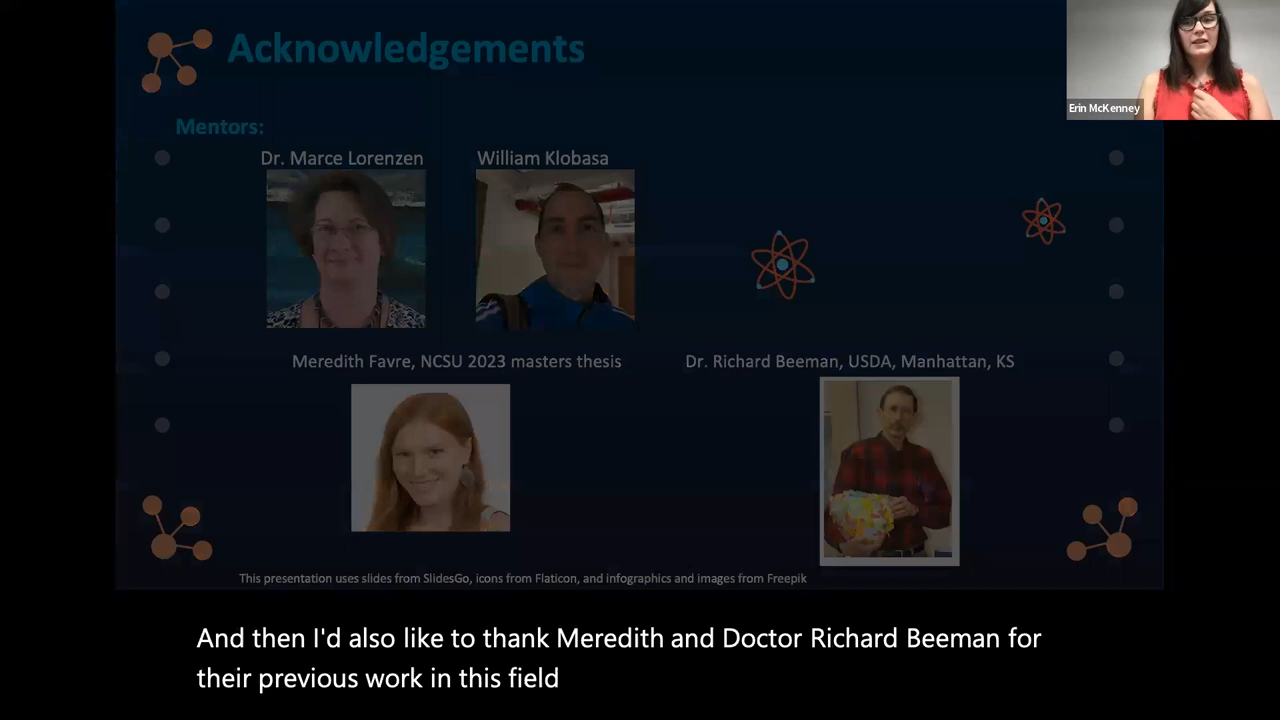 Acknowledgements
Erin McKenney
Mentors:
Dr. Marce Lorenzen
William Klobasa
Meredith Favre, NCSU 2023 masters thesis
Dr. Richard Beeman, USDA, Manhattan, KS
This presentation uses slides from SlidesGo, icons from Flaticon, and infographics and images from Freepik
And then I'd also like to thank Meredith and Doctor Richard Beeman for
their previous work in this field